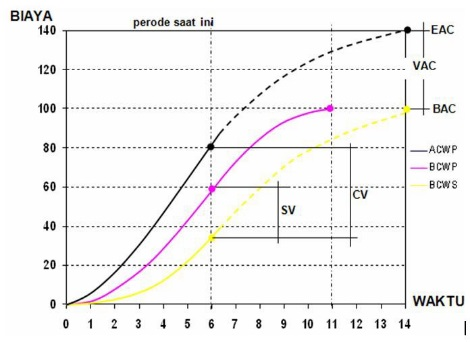 BIAYA
perode saat ini
140
120
100
80
60
40
20
0
EAC
VAC
BAC
ACWP
BCWP
BCWS
SV
CV
WAKTU
0 1 2 3 4 5 6 7 8 9 10 11 12 13 14